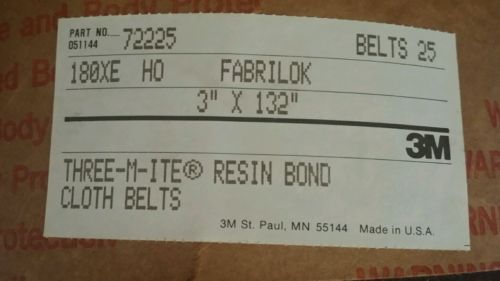 PART NO.
051144 72225 BELTS 25
180XE HO FABRILOK
3" X 132"
3M
THREE-M-ITE® RESIN BOND
CLOTH BELTS
3M St. Paul, MN 55144 Made in U.S.A.